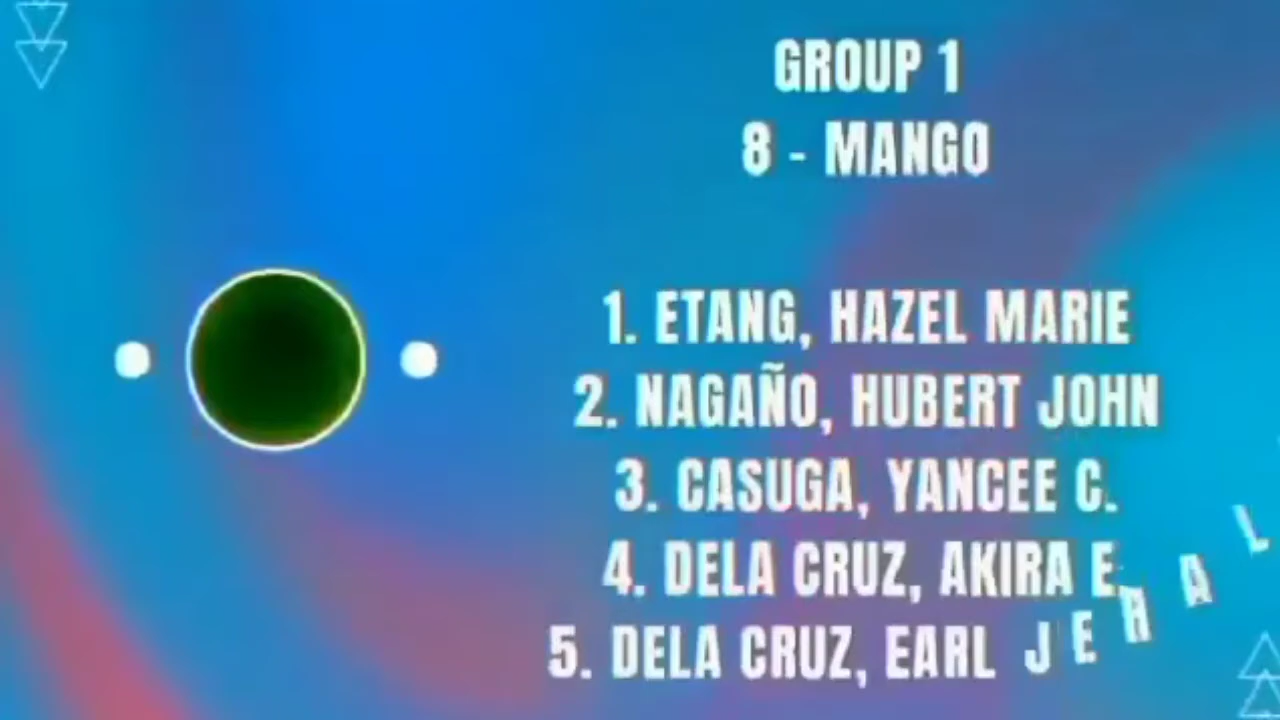 GROUP 1
8 - MANGO
1. ETANG, HAZEL MARIE
2. NAGAÑO, HUBERT JOHN
3. CASUGA, YANCEE C.
4. DELA CRUZ, AKIRA E.
5. DELA CRUZ, EARL